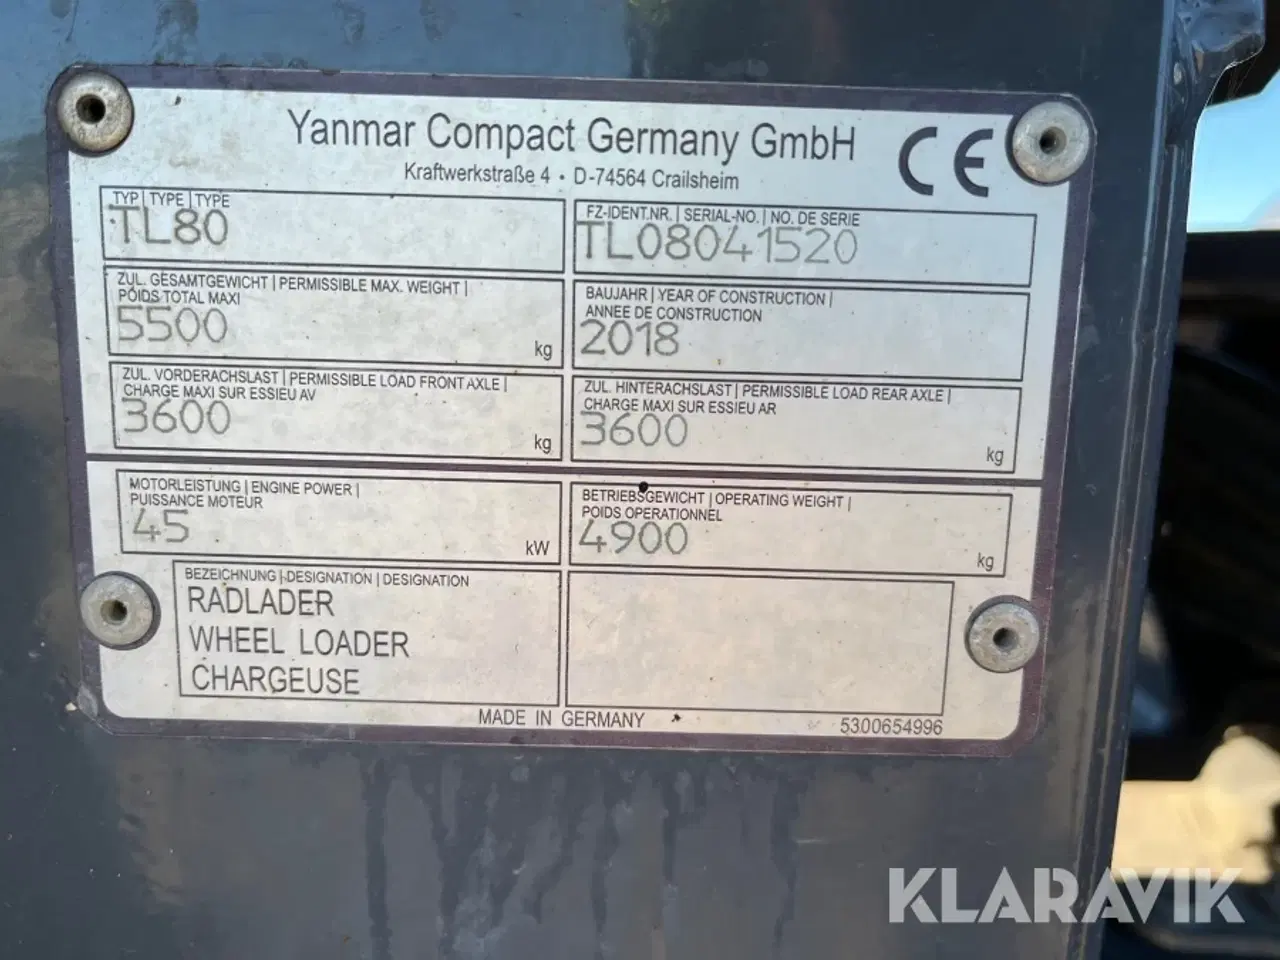 Yanmar Compact Germany GmbH
Kraftwerkstraße 4 • D-74564 Crailsheim
CE
TYP | TYPE | TYPE
TL80
FZ-IDENT.NR. | SERIAL-NO. | NO. DE SERIE
TL08041520
ZUL. GESAMTGEWICHT | PERMISSIBLE MAX. WEIGHT |
POIDS TOTAL MAXI
5500
kg
BAUJAHR | YEAR OF CONSTRUCTION |
ANNEE DE CONSTRUCTION
2018
ZUL. VORDERACHSLAST | PERMISSIBLE LOAD FRONT AXLE |
CHARGE MAXI SUR ESSIEU AV
3600
kg
ZUL. HINTERACHSLAST | PERMISSIBLE LOAD REAR AXLE |
CHARGE MAXI SUR ESSIEU AR
3600
kg
MOTORLEISTUNG | ENGINE POWER |
PUISSANCE MOTEUR
45
kW
BETRIEBSGEWICHT | OPERATING WEIGHT |
POIDS OPERATIONNEL
4900
kg
BEZEICHNUNG | DESIGNATION | DESIGNATION
RADLADER
WHEEL LOADER
CHARGEUSE
MADE IN GERMANY
5300654996
KLARAVIK